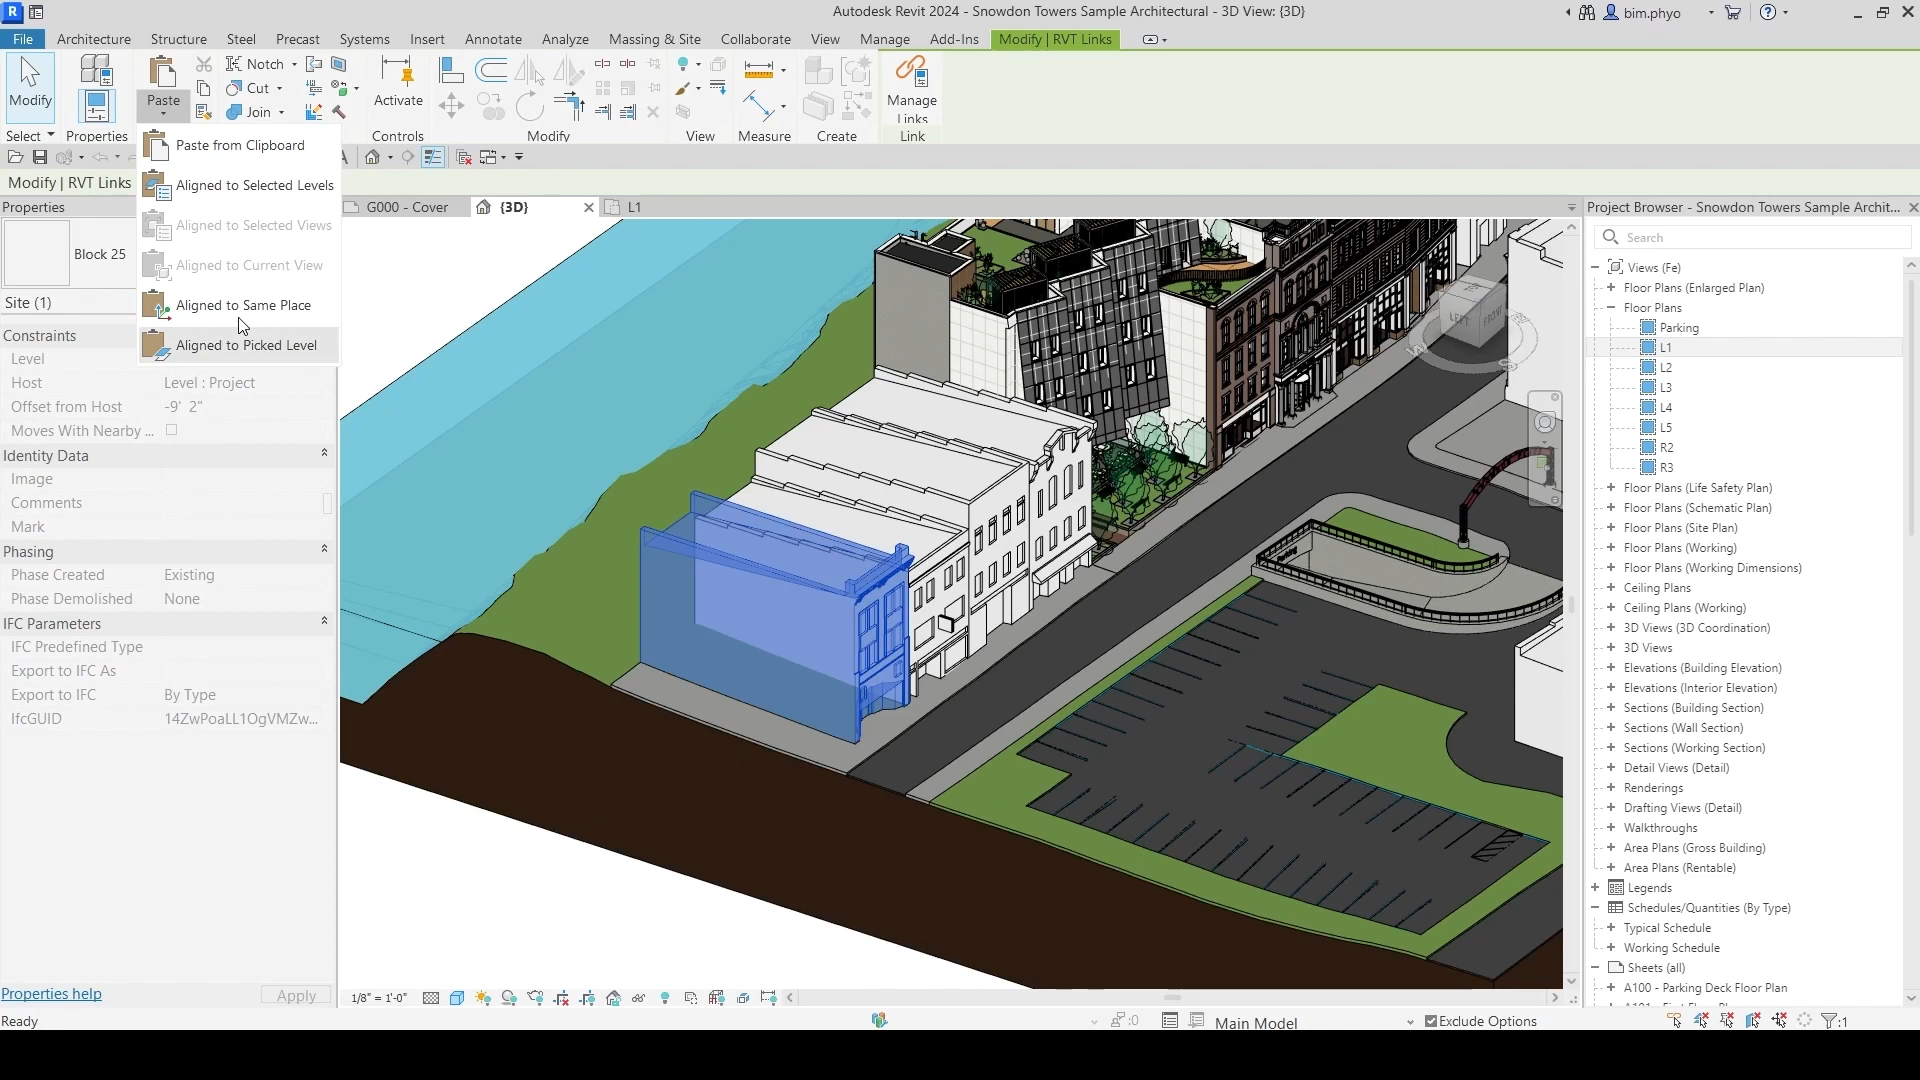 Autodesk Revit 2024 - Snowdon Towers Sample Architectural - 3D View: {3D}
bim.phyo
File Architecture Structure Steel Precast Systems Insert Annotate Analyze Massing & Site Collaborate View Manage Add-Ins Modify | RVT Links
Modify
Paste
Notch
Cut
Join
Activate
Manage
Links
Select Properties Controls Modify View Measure Create Link
Paste from Clipboard
Aligned to Selected Levels
Aligned to Selected Views
Aligned to Current View
Aligned to Same Place
Aligned to Picked Level
Modify | RVT Links
Properties
G000 - Cover {3D} L1
Block 25
Site (1)
Constraints
Level
Host Level : Project
Offset from Host -9' 2"
Moves With Nearby ...
Identity Data
Image
Comments
Mark
Phasing
Phase Created Existing
Phase Demolished None
IFC Parameters
IFC Predefined Type
Export to IFC As
Export to IFC By Type
IfcGUID 14ZwPoaLL1OgVMZw...
Properties help
Apply
LEFT FRONT
W
S
1/8" = 1'-0"
Project Browser - Snowdon Towers Sample Archit...
Search
Views (Fe)
Floor Plans (Enlarged Plan)
Floor Plans
Parking
L1
L2
L3
L4
L5
R2
R3
Floor Plans (Life Safety Plan)
Floor Plans (Schematic Plan)
Floor Plans (Site Plan)
Floor Plans (Working)
Floor Plans (Working Dimensions)
Ceiling Plans
Ceiling Plans (Working)
3D Views (3D Coordination)
3D Views
Elevations (Building Elevation)
Elevations (Interior Elevation)
Sections (Building Section)
Sections (Wall Section)
Sections (Working Section)
Detail Views (Detail)
Renderings
Drafting Views (Detail)
Walkthroughs
Area Plans (Gross Building)
Area Plans (Rentable)
Legends
Schedules/Quantities (By Type)
Typical Schedule
Working Schedule
Sheets (all)
A100 - Parking Deck Floor Plan
Ready
:0
Main Model
Exclude Options
:1